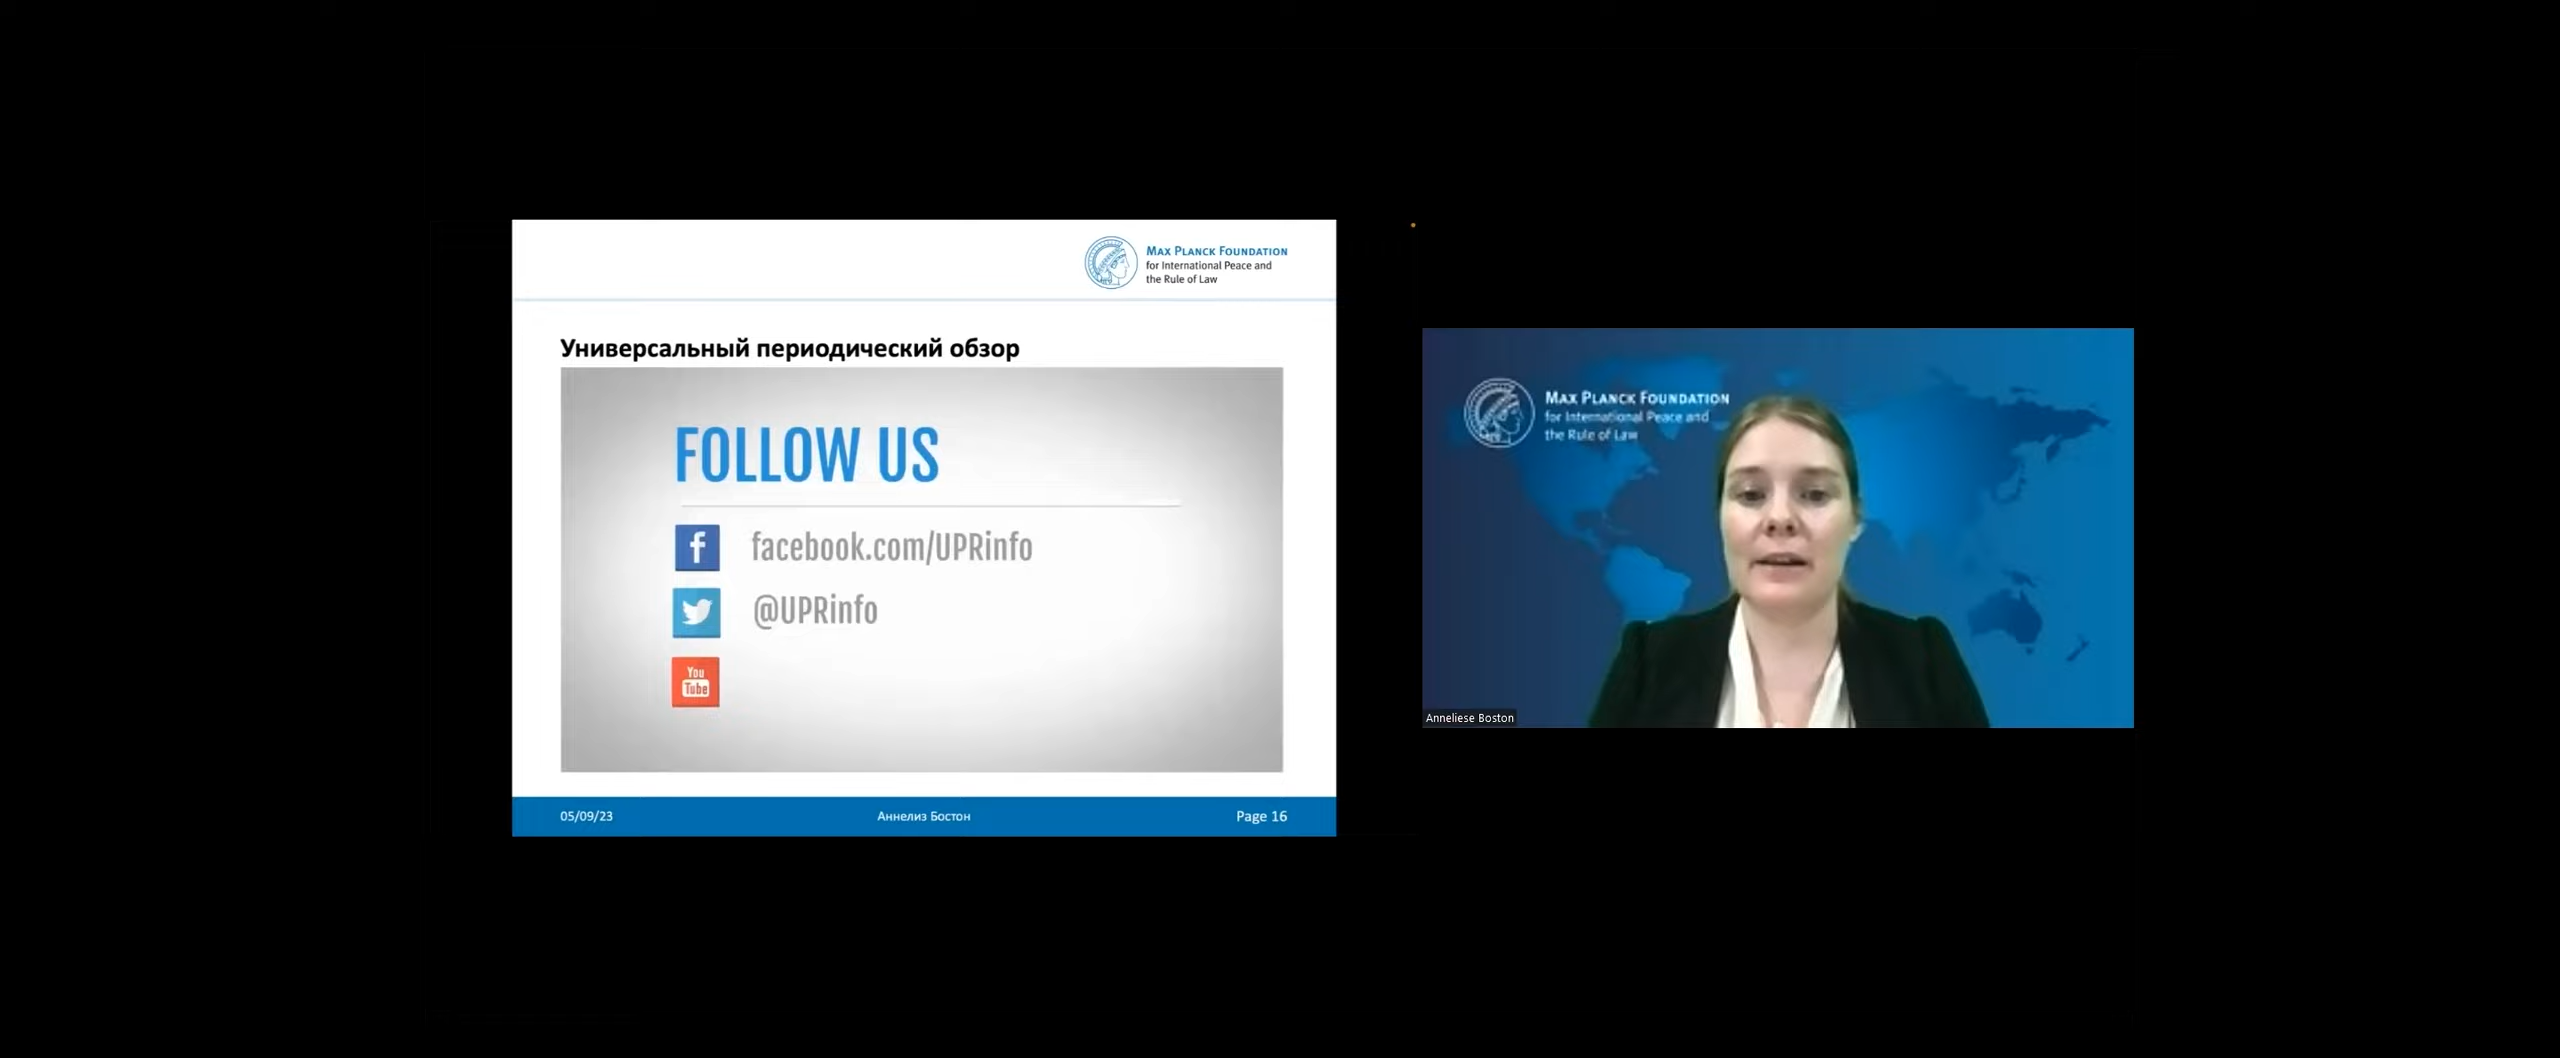 MAX PLANCK FOUNDATION
for International Peace and
the Rule of Law
Универсальный периодический обзор
FOLLOW US
f
facebook.com/UPRinfo
@UPRinfo
You
Tube
05/09/23
Аннелиз Бостон
Page 16
MAX PLANCK FOUNDATION
for International Peace and
the Rule of Law
Anneliese Boston